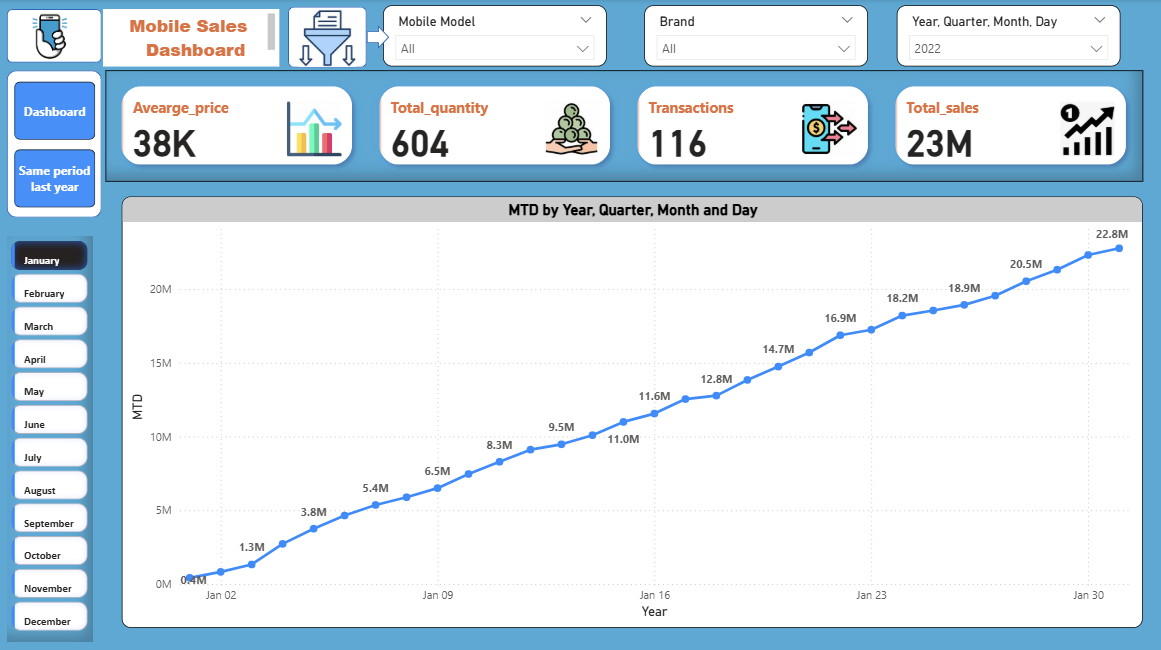 Mobile Sales
Dashboard
Mobile Model
All
Brand
All
Year, Quarter, Month, Day
2022
Dashboard
Same period
last year
Avearge_price
38K
Total_quantity
604
Transactions
$
116
Total_sales
1
23M
January
February
March
April
May
June
July
August
September
October
November
December
MTD by Year, Quarter, Month and Day
MTD
20M
15M
10M
5M
0M
0.4M
1.3M
3.8M
5.4M
6.5M
8.3M
9.5M
11.0M
11.6M
12.8M
14.7M
16.9M
18.2M
18.9M
20.5M
22.8M
Jan 02
Jan 09
Jan 16
Jan 23
Jan 30
Year